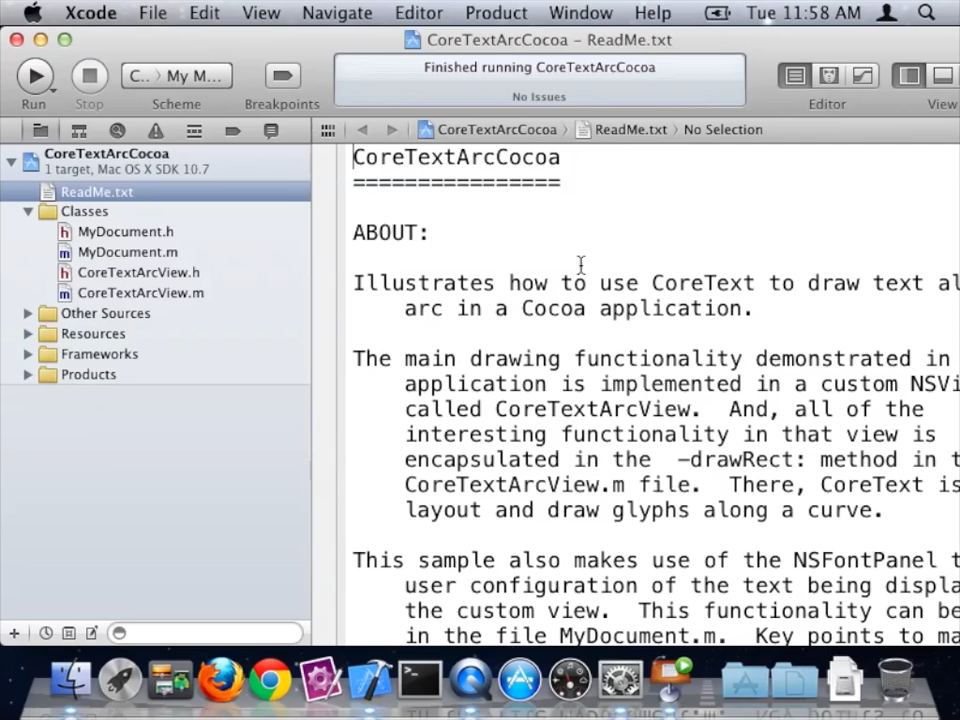 Xcode File Edit View Navigate Editor Product Window Help Tue 11:58 AM
CoreTextArcCocoa – ReadMe.txt
Run Stop C.. › My M... Scheme Breakpoints
Finished running CoreTextArcCocoa
No Issues
Editor View
CoreTextArcCocoa › ReadMe.txt › No Selection
CoreTextArcCocoa
1 target, Mac OS X SDK 10.7
ReadMe.txt
Classes
MyDocument.h
MyDocument.m
CoreTextArcView.h
CoreTextArcView.m
Other Sources
Resources
Frameworks
Products
CoreTextArcCocoa
================
ABOUT:
Illustrates how to use CoreText to draw text al
arc in a Cocoa application.
The main drawing functionality demonstrated in
application is implemented in a custom NSVi
called CoreTextArcView.  And, all of the
interesting functionality in that view is
encapsulated in the  -drawRect: method in t
CoreTextArcView.m file.  There, CoreText is
layout and draw glyphs along a curve.
This sample also makes use of the NSFontPanel t
user configuration of the text being displa
the custom view.  This functionality can be
in the file MyDocument.m.  Key points to ma